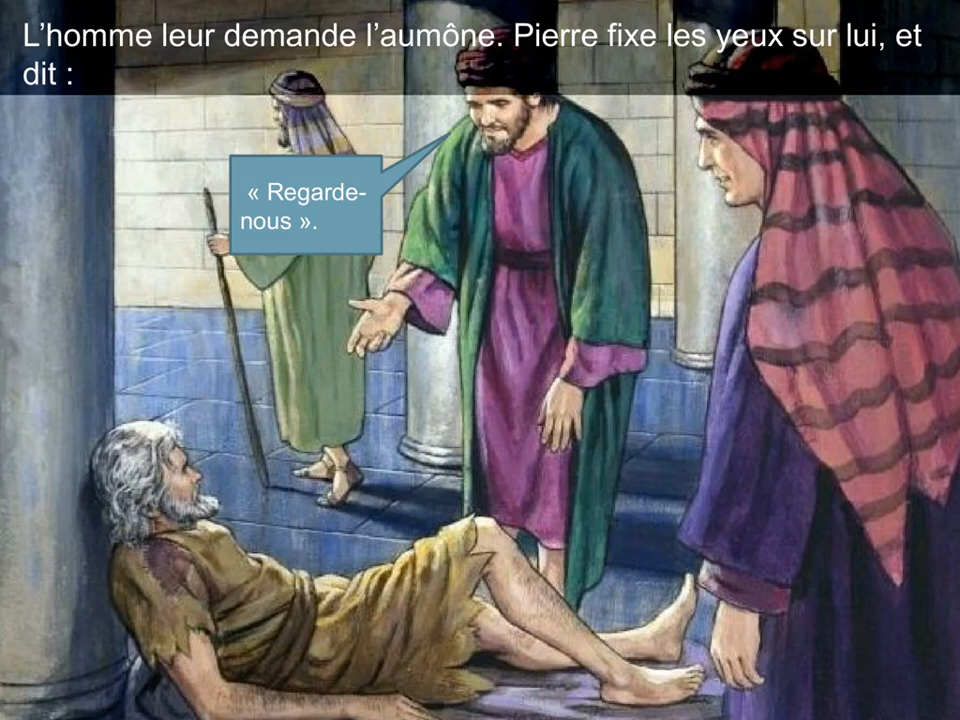 L’homme leur demande l’aumône. Pierre fixe les yeux sur lui, et
dit :
« Regarde-
nous ».